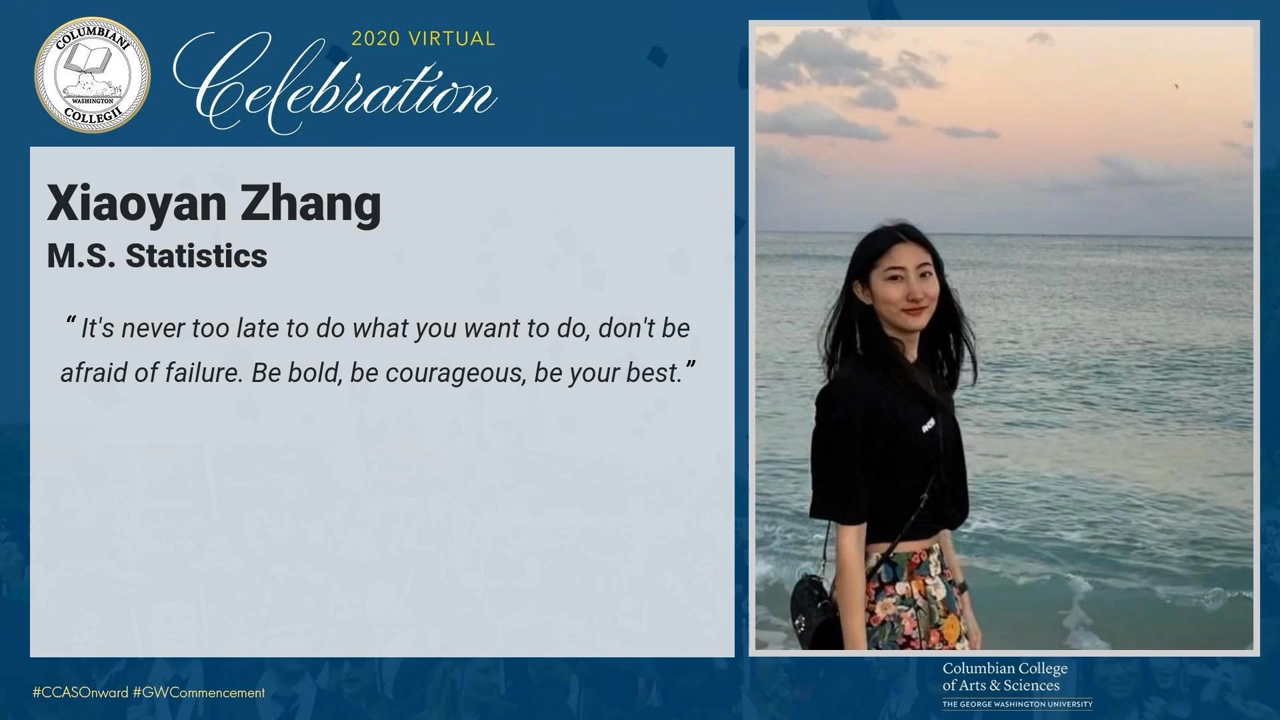 COLUMBIANI
WASHINGTON
COLLEGII
2020 VIRTUAL
Celebration
Xiaoyan Zhang
M.S. Statistics
“ It's never too late to do what you want to do, don't be
afraid of failure. Be bold, be courageous, be your best.”
#CCASOnward #GWCommencement
Columbian College
of Arts & Sciences
THE GEORGE WASHINGTON UNIVERSITY